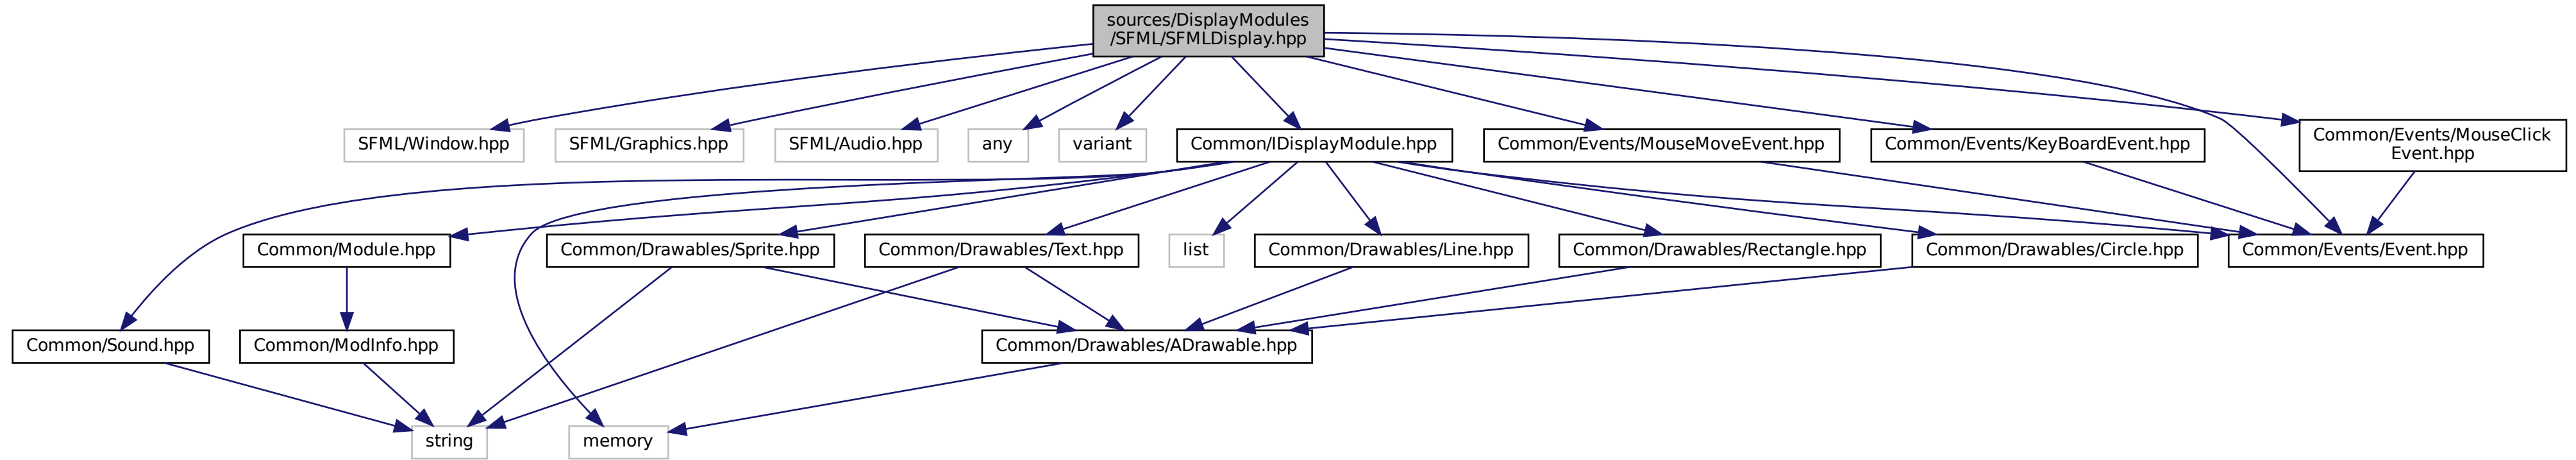 sources/DisplayModules
/SFML/SFMLDisplay.hpp
SFML/Window.hpp
SFML/Graphics.hpp
SFML/Audio.hpp
any
variant
Common/IDisplayModule.hpp
Common/Events/MouseMoveEvent.hpp
Common/Events/KeyBoardEvent.hpp
Common/Events/MouseClick
Event.hpp
Common/Module.hpp
Common/Drawables/Sprite.hpp
Common/Drawables/Text.hpp
list
Common/Drawables/Line.hpp
Common/Drawables/Rectangle.hpp
Common/Drawables/Circle.hpp
Common/Events/Event.hpp
Common/Sound.hpp
Common/ModInfo.hpp
Common/Drawables/ADrawable.hpp
string
memory